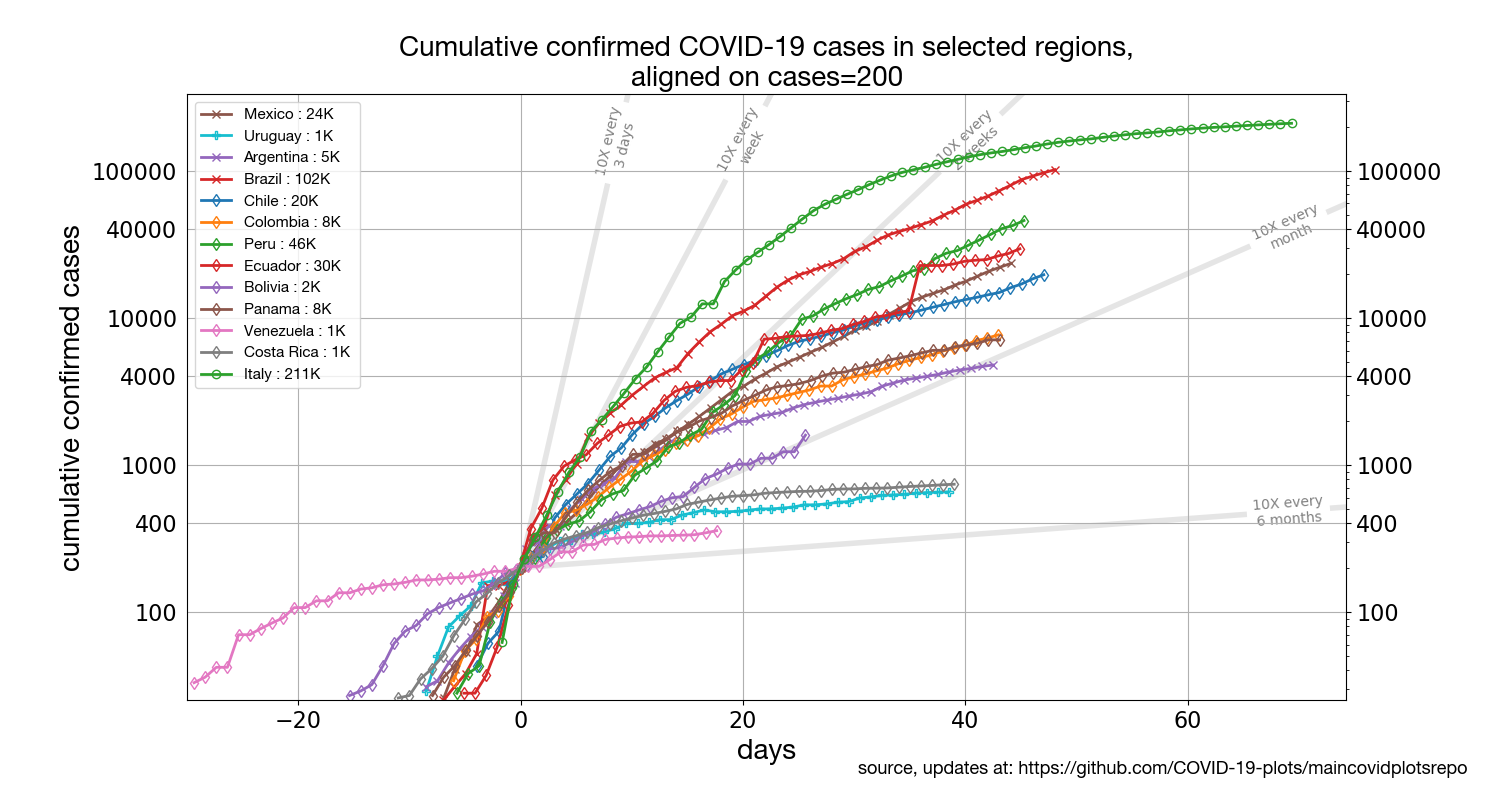 Cumulative confirmed COVID-19 cases in selected regions,
aligned on cases=200
Mexico : 24K
Uruguay : 1K
Argentina : 5K
Brazil : 102K
Chile : 20K
Colombia : 8K
Peru : 46K
Ecuador : 30K
Bolivia : 2K
Panama : 8K
Venezuela : 1K
Costa Rica : 1K
Italy : 211K
10X every
3 days
10X every
week
10X every
2 weeks
10X every
month
10X every
6 months
cumulative confirmed cases
100000
40000
10000
4000
1000
400
100
100000
40000
10000
4000
1000
400
100
−20
0
20
40
60
days
source, updates at: https://github.com/COVID-19-plots/maincovidplotsrepo